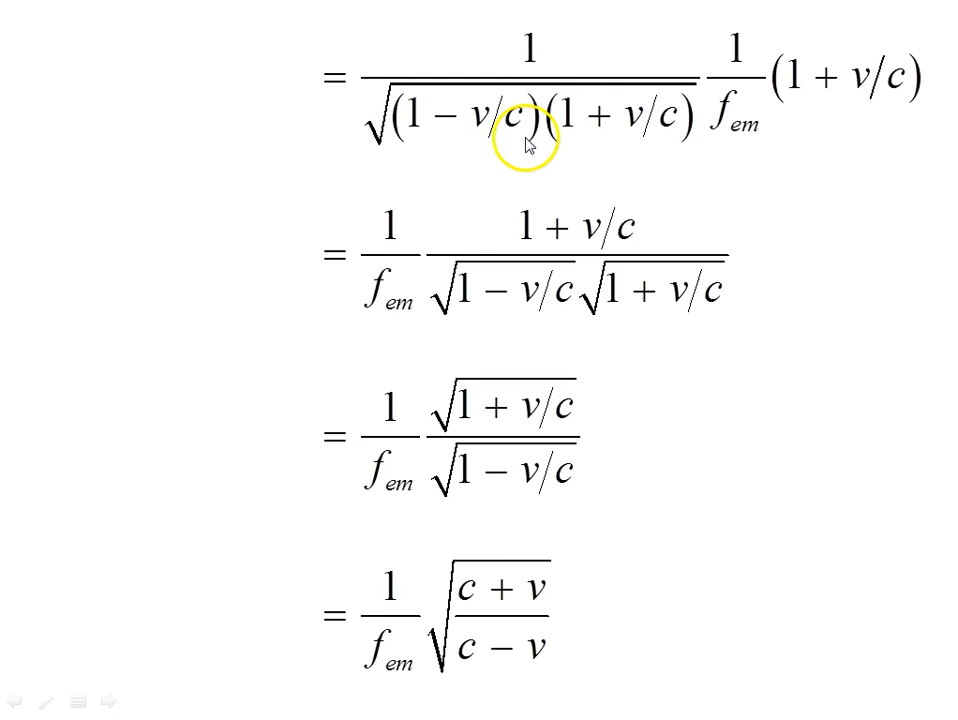 = 1/√((1 − v/c)(1 + v/c)) 1/f_em (1 + v/c)
= 1/f_em (1 + v/c)/(√(1 − v/c) √(1 + v/c))
= 1/f_em √(1 + v/c)/√(1 − v/c)
= 1/f_em √((c + v)/(c − v))